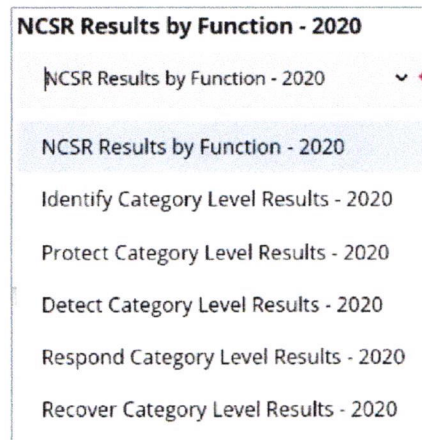 NCSR Results by Function - 2020
NCSR Results by Function - 2020
NCSR Results by Function - 2020
Identify Category Level Results - 2020
Protect Category Level Results - 2020
Detect Category Level Results - 2020
Respond Category Level Results - 2020
Recover Category Level Results - 2020